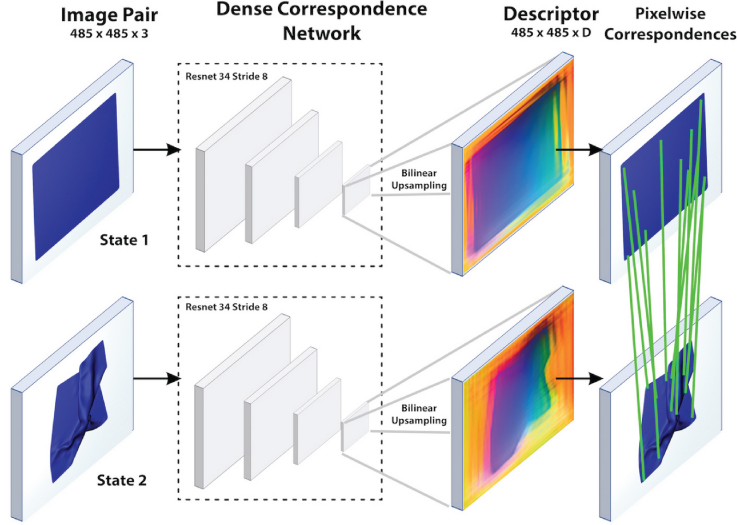 Image Pair
485 x 485 x 3
Dense Correspondence
Network
Descriptor
485 x 485 x D
Pixelwise
Correspondences
Resnet 34 Stride 8
Bilinear
Upsampling
State 1
Resnet 34 Stride 8
Bilinear
Upsampling
State 2